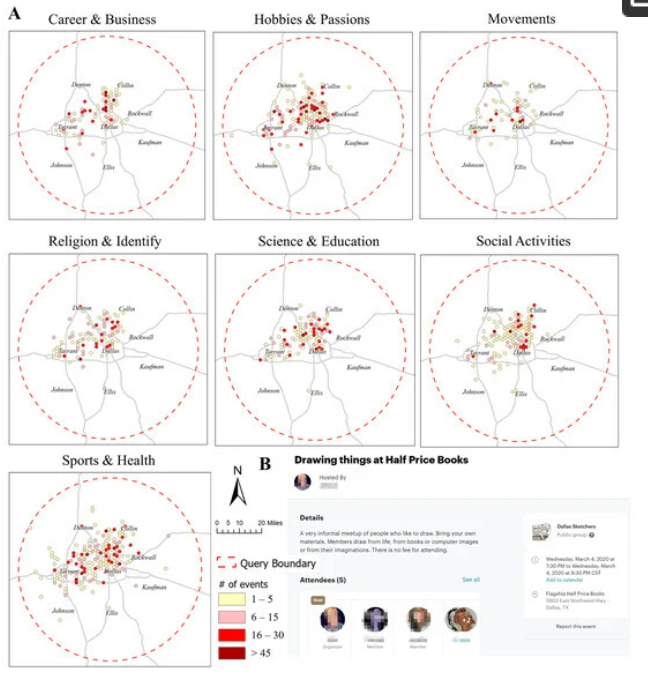 A
Career & Business
Hobbies & Passions
Movements
Denton
Collin
Rockwall
Tarrant
Dallas
Kaufman
Johnson
Ellis
Denton
Collin
Rockwall
Tarrant
Dallas
Kaufman
Johnson
Ellis
Denton
Collin
Rockwall
Tarrant
Dallas
Kaufman
Johnson
Ellis
Religion & Identify
Science & Education
Social Activities
Denton
Collin
Rockwall
Tarrant
Dallas
Kaufman
Johnson
Ellis
Denton
Collin
Rockwall
Tarrant
Dallas
Kaufman
Johnson
Ellis
Denton
Collin
Rockwall
Tarrant
Dallas
Kaufman
Johnson
Ellis
Sports & Health
Denton
Collin
Rockwall
Tarrant
Dallas
Kaufman
Johnson
Ellis
N
0 5 10 20 Miles
Query Boundary
# of events
1 – 5
6 – 15
16 – 30
> 45
B
Drawing things at Half Price Books
Hosted By
Details
A very informal meetup of people who like to draw. Bring your own
materials. Members draw from life, from books or computer images
or from their imaginations. There is no fee for attending.
Attendees (5)
See all
Host
+2
Organizer
Member
Member
Dallas Sketchers
Public group
Wednesday, March 4, 2020 at
7:00 PM to Wednesday, March
4, 2020 at 9:00 PM CST
Add to calendar
Flagship Half Price Books
5803 East Northwest Hwy ·
Dallas, TX
Report this event